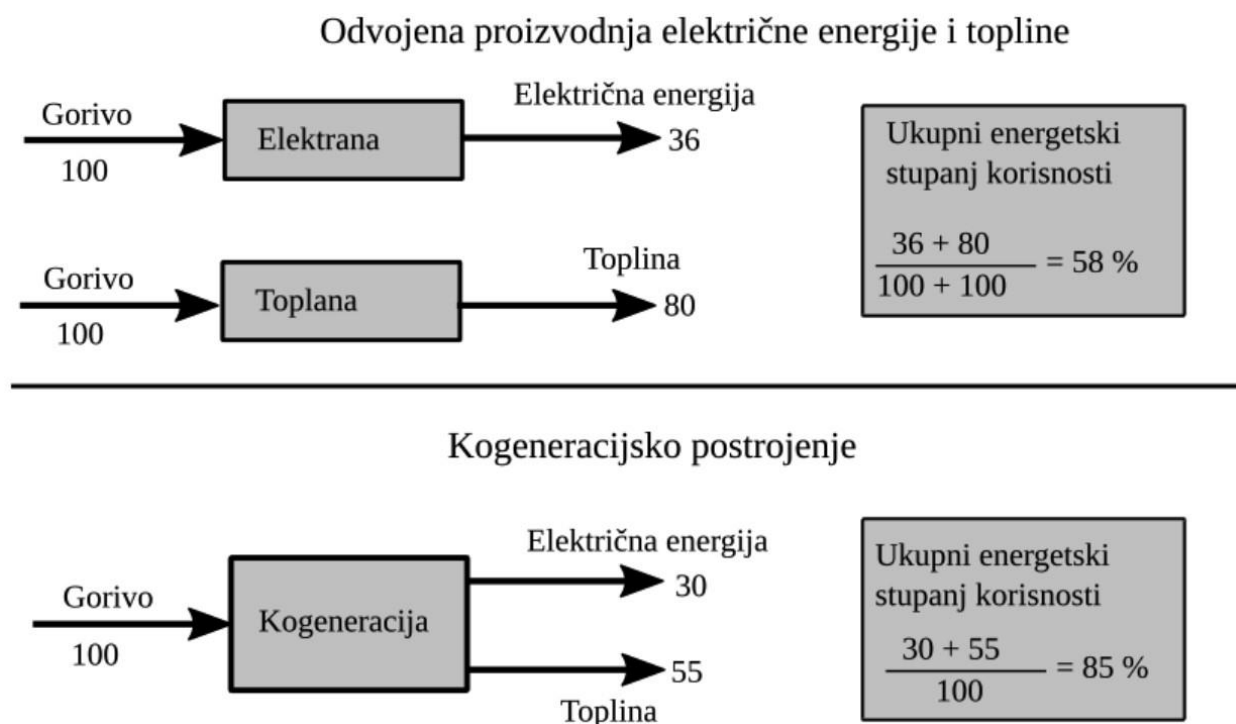 Odvojena proizvodnja električne energije i topline
Gorivo
100
Elektrana
Električna energija
36
Ukupni energetski
stupanj korisnosti
36 + 80
100 + 100
= 58 %
Gorivo
100
Toplana
Toplina
80
Kogeneracijsko postrojenje
Gorivo
100
Kogeneracija
Električna energija
30
55
Toplina
Ukupni energetski
stupanj korisnosti
30 + 55
100
= 85 %